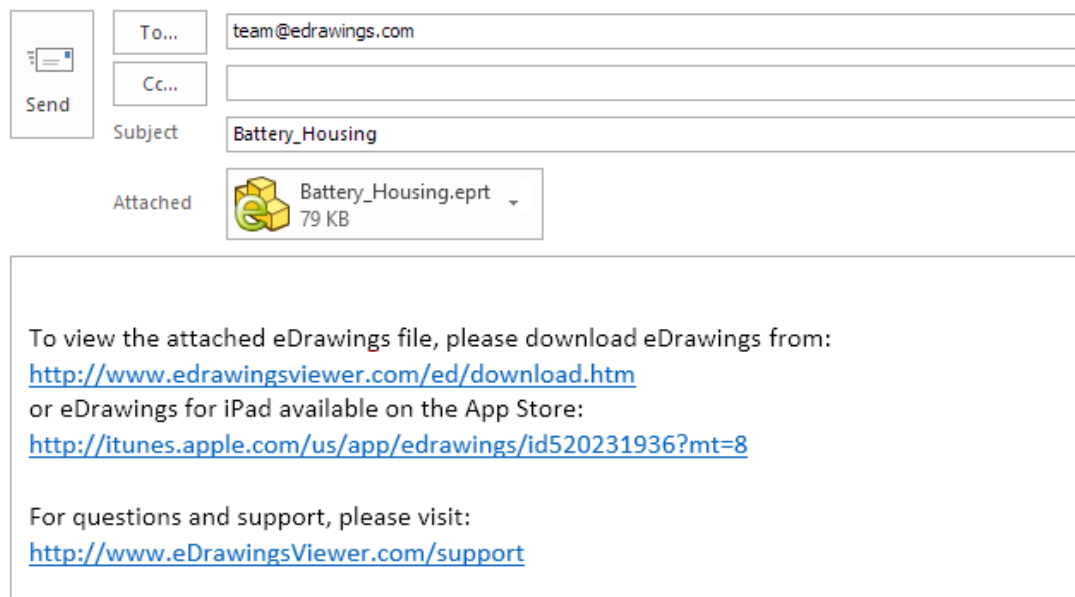 To...
team@edrawings.com
Cc...
Send
Subject
Battery_Housing
Attached
Battery_Housing.eprt
79 KB
To view the attached eDrawings file, please download eDrawings from:
http://www.edrawingsviewer.com/ed/download.htm
or eDrawings for iPad available on the App Store:
http://itunes.apple.com/us/app/edrawings/id520231936?mt=8
For questions and support, please visit:
http://www.eDrawingsViewer.com/support